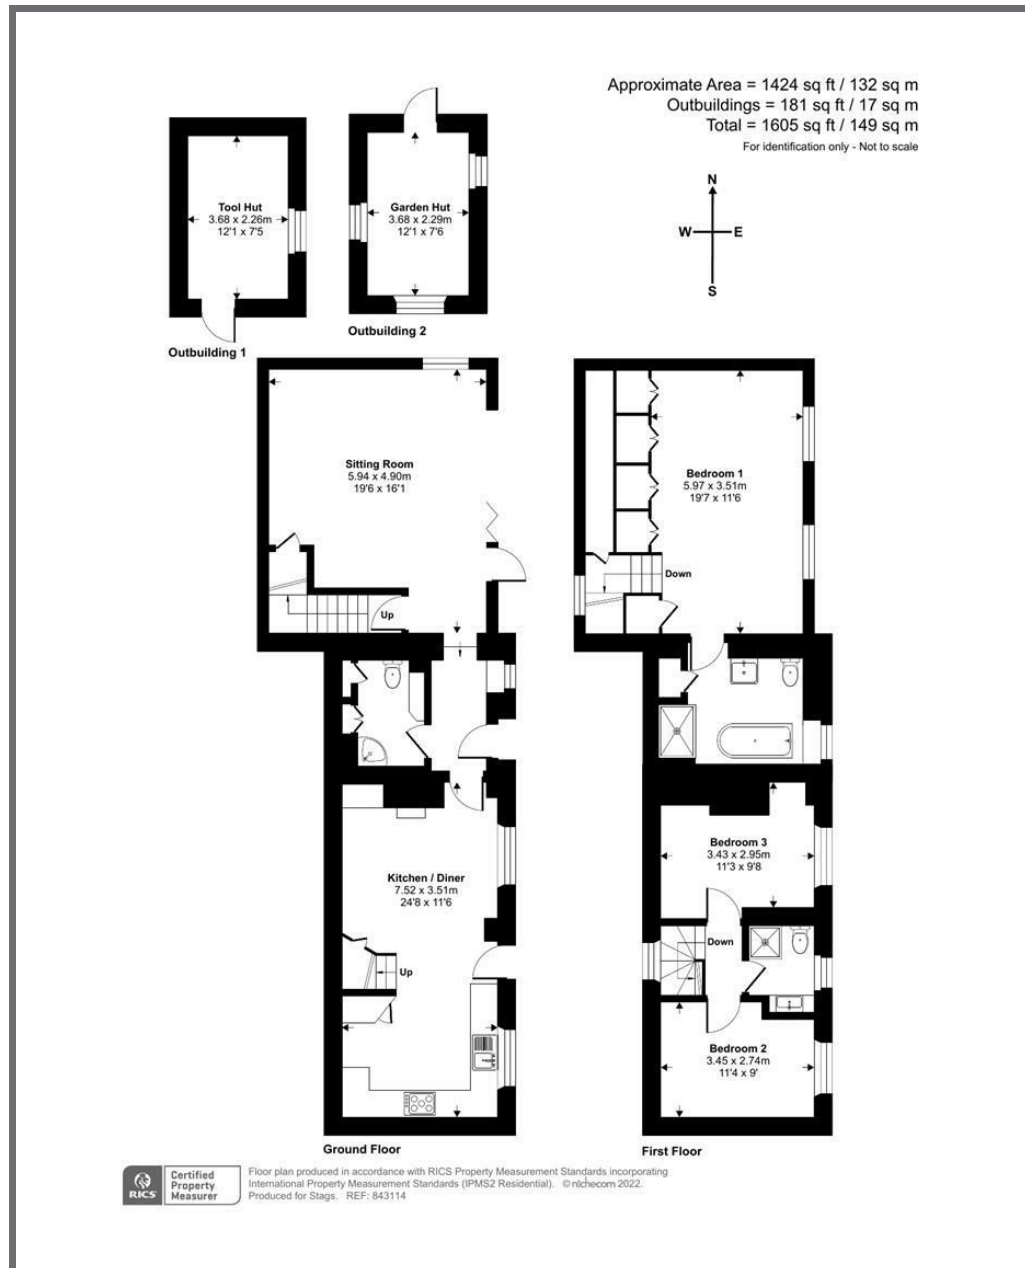 Approximate Area = 1424 sq ft / 132 sq m
Outbuildings = 181 sq ft / 17 sq m
Total = 1605 sq ft / 149 sq m
For identification only - Not to scale
N
W
E
S
Tool Hut
3.68 x 2.26m
12'1 x 7'5
Outbuilding 1
Garden Hut
3.68 x 2.29m
12'1 x 7'6
Outbuilding 2
Sitting Room
5.94 x 4.90m
19'6 x 16'1
Up
Kitchen / Diner
7.52 x 3.51m
24'8 x 11'6
Up
Ground Floor
Bedroom 1
5.97 x 3.51m
19'7 x 11'6
Down
Bedroom 3
3.43 x 2.95m
11'3 x 9'8
Down
Bedroom 2
3.45 x 2.74m
11'4 x 9'
First Floor
RICS
Certified
Property
Measurer
Floor plan produced in accordance with RICS Property Measurement Standards incorporating
International Property Measurement Standards (IPMS2 Residential). © nichecom 2022.
Produced for Stags. REF: 843114